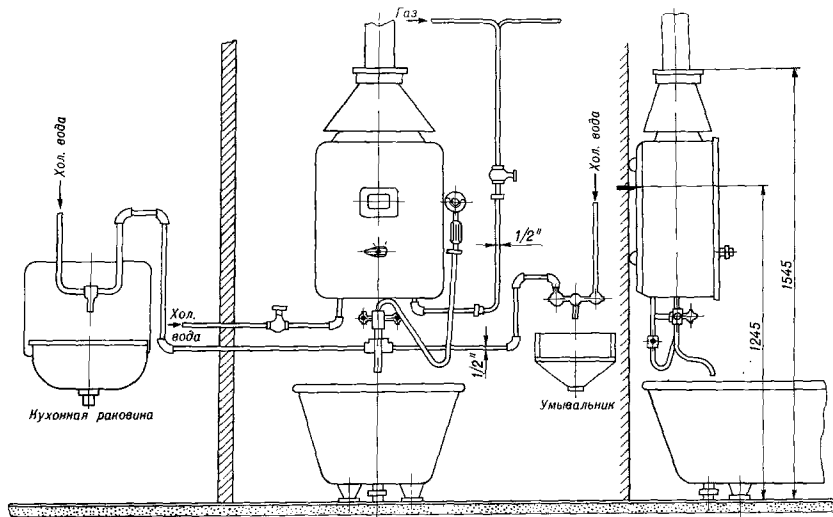 Газ
Хол. вода
Хол. вода
1/2"
1545
1245
Хол.
вода
1/2"
Кухонная раковина
Умывальник